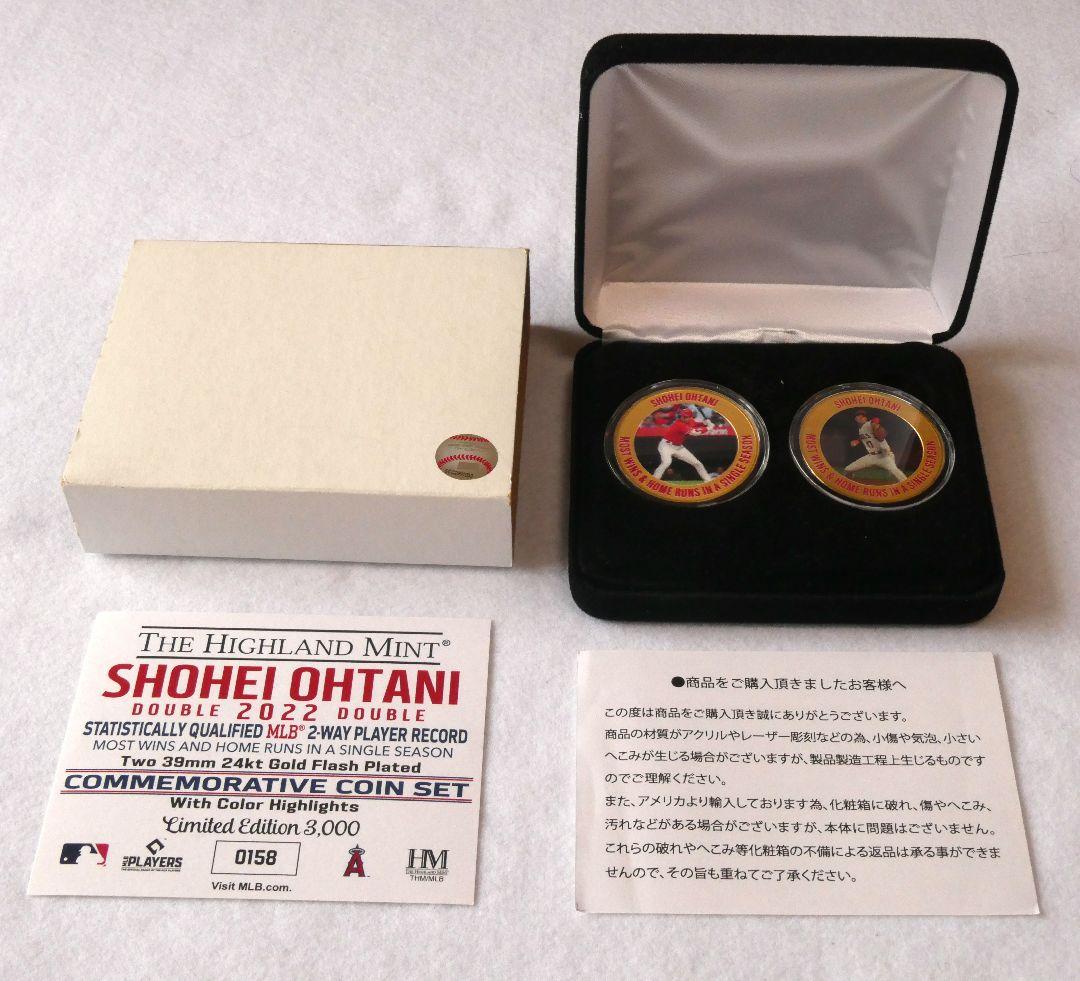 SHOHEI OHTANI
MOST WINS & HOME RUNS IN A SINGLE SEASON
SHOHEI OHTANI
MOST WINS & HOME RUNS IN A SINGLE SEASON
THE HIGHLAND MINT®
SHOHEI OHTANI
DOUBLE 2022 DOUBLE
STATISTICALLY QUALIFIED MLB® 2-WAY PLAYER RECORD
MOST WINS AND HOME RUNS IN A SINGLE SEASON
Two 39mm 24kt Gold Flash Plated
COMMEMORATIVE COIN SET
With Color Highlights
Limited Edition 3,000
PLAYERS
0158
A
HM
7HM/MLB
Visit MLB.com.
●商品をご購入頂きましたお客様へ
この度は商品をご購入頂き誠にありがとうございます。
商品の材質がアクリルやレーザー彫刻などの為、小傷や気泡、小さい
へこみが生じる場合がございますが、製品製造工程上生じるものです
のでご理解ください。
また、アメリカより輸入しております為、化粧箱に破れ、傷やへこみ、
汚れなどがある場合がございますが、本体に問題はございません。
これらの破れやへこみ等化粧箱の不備による返品は承る事ができま
せんので、その旨も重ねてご了承ください。